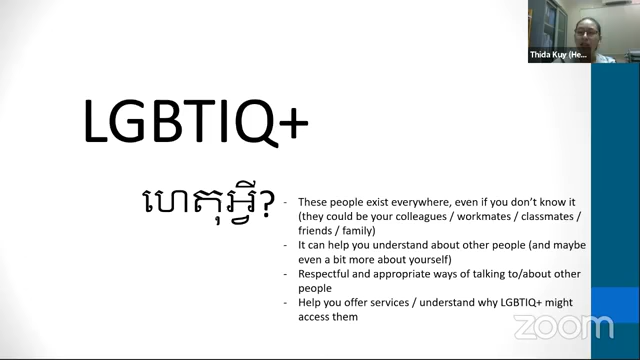 Thida Kuy (He...
LGBTIQ+
ហេតុអ្វី?
- These people exist everywhere, even if you don't know it
(they could be your colleagues / workmates / classmates /
friends / family)
- It can help you understand about other people (and maybe
even a bit more about yourself)
- Respectful and appropriate ways of talking to/about other
people
- Help you offer services / understand why LGBTIQ+ might
access them
zoom